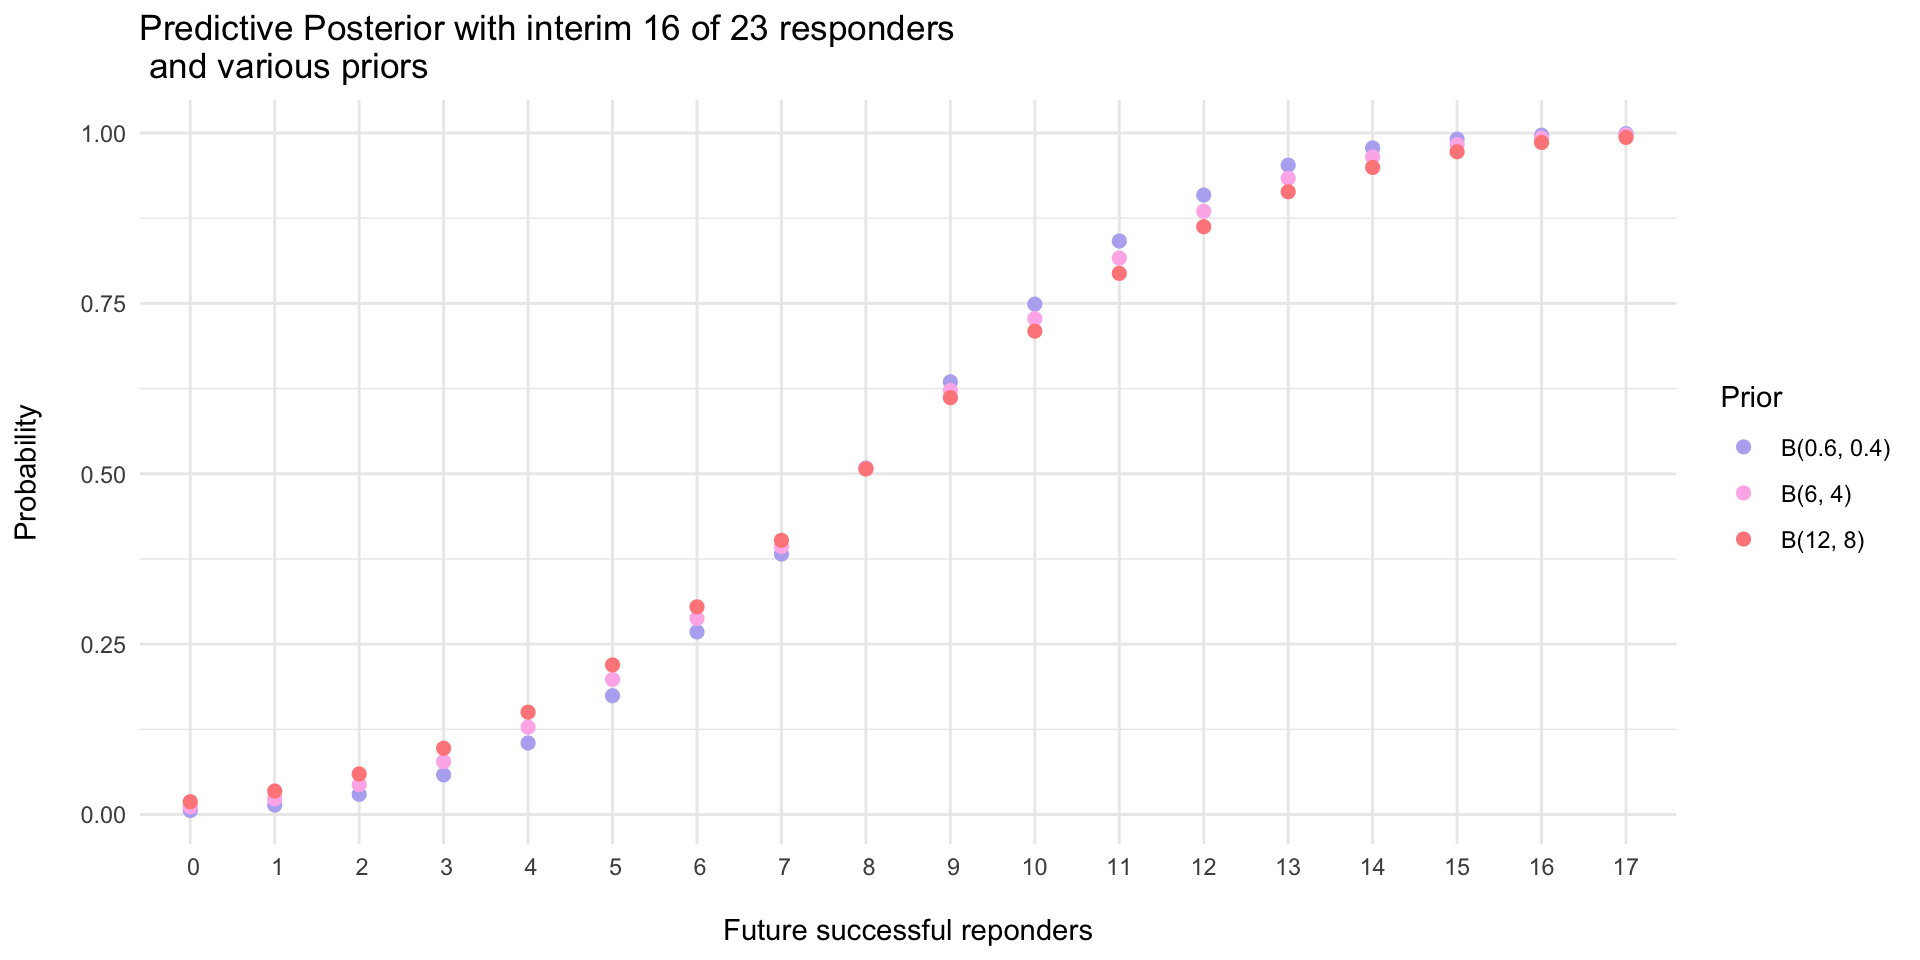 Predictive Posterior with interim 16 of 23 responders
and various priors
Probability
1.00
0.75
0.50
0.25
0.00
0 1 2 3 4 5 6 7 8 9 10 11 12 13 14 15 16 17
Future successful reponders
Prior
B(0.6, 0.4)
B(6, 4)
B(12, 8)